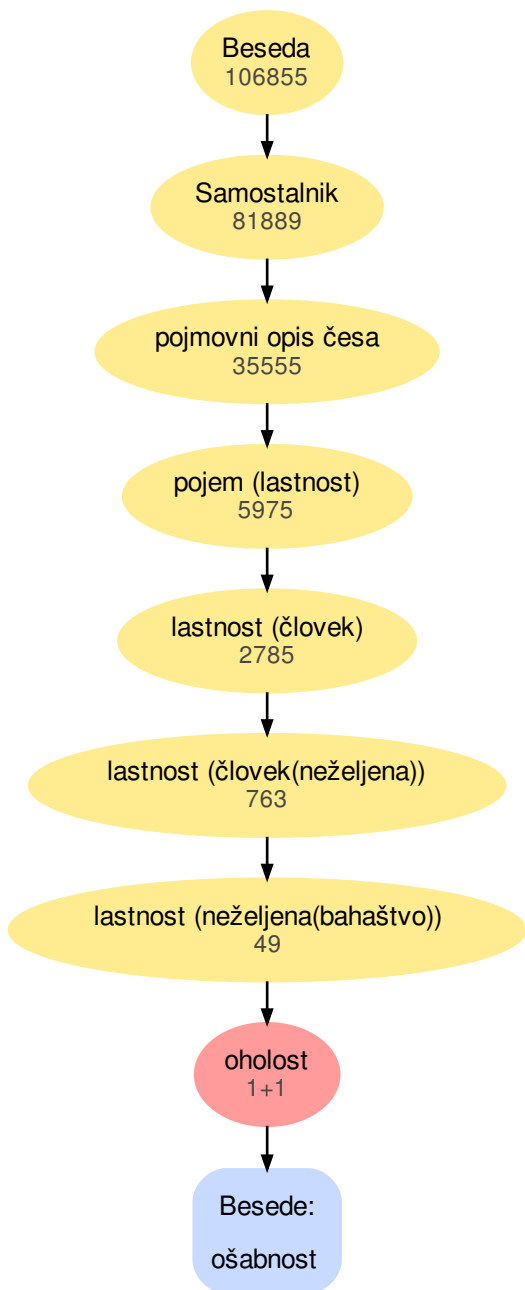 Beseda
106855
Samostalnik
81889
pojmovni opis česa
35555
pojem (lastnost)
5975
lastnost (človek)
2785
lastnost (človek(neželjena))
763
lastnost (neželjena(bahaštvo))
49
oholost
1+1
Besede:
ošabnost